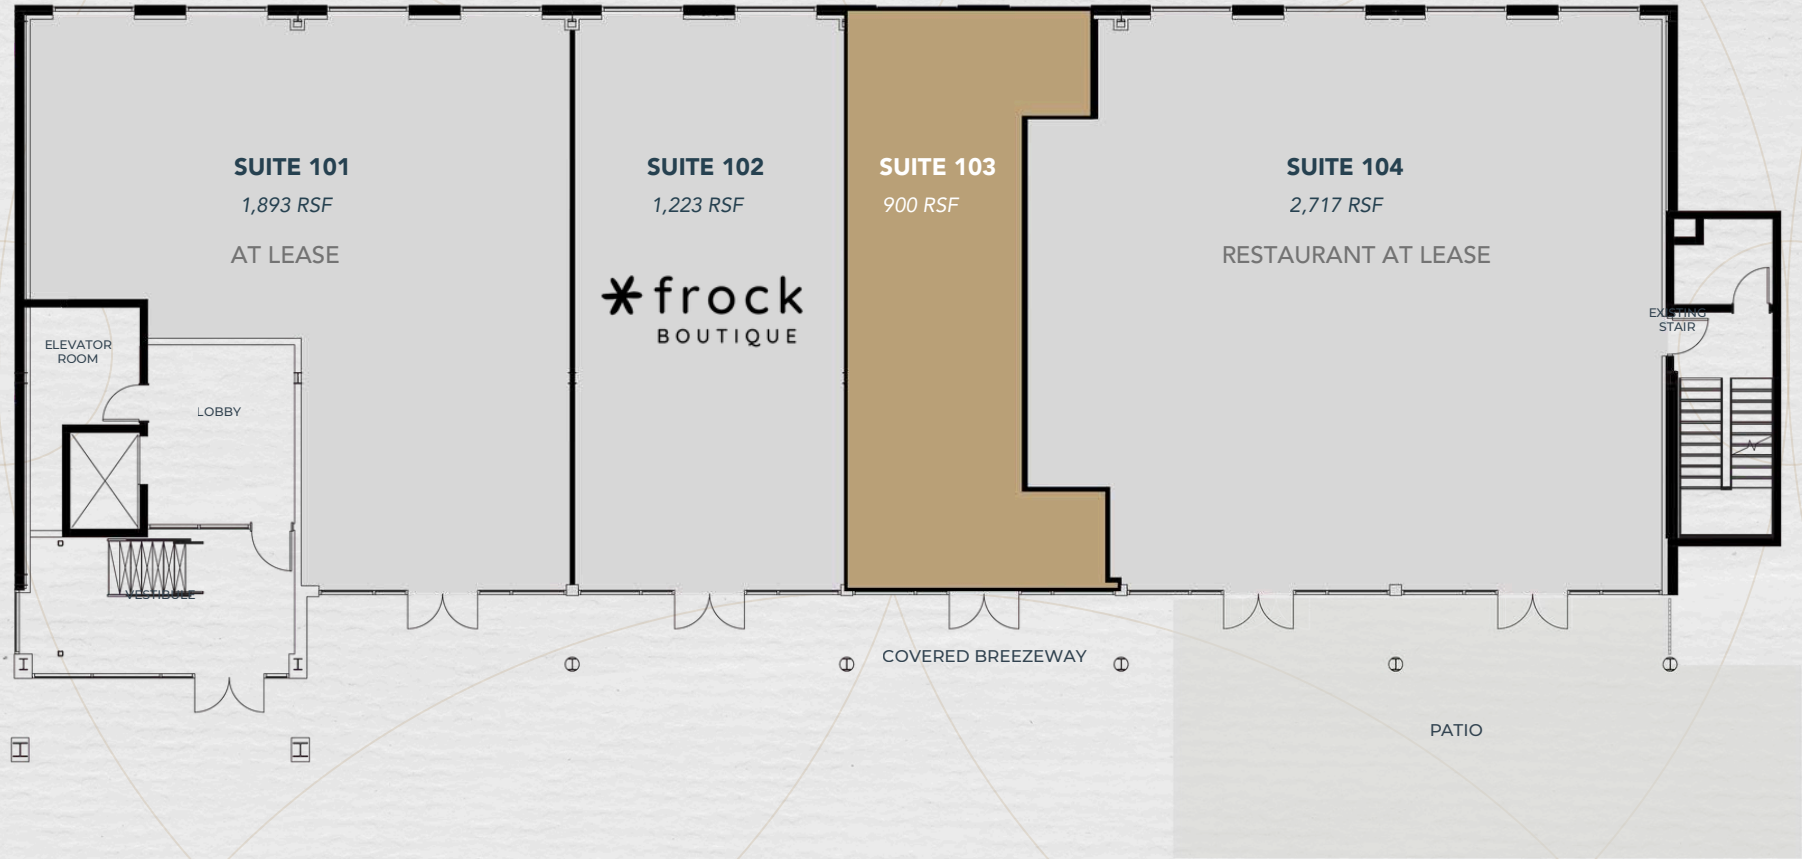 SUITE 101
1,893 RSF
AT LEASE
SUITE 102
1,223 RSF
frock
BOUTIQUE
SUITE 103
900 RSF
SUITE 104
2,717 RSF
RESTAURANT AT LEASE
ELEVATOR
ROOM
LOBBY
VESTIBULE
EXISTING
STAIR
COVERED BREEZEWAY
PATIO